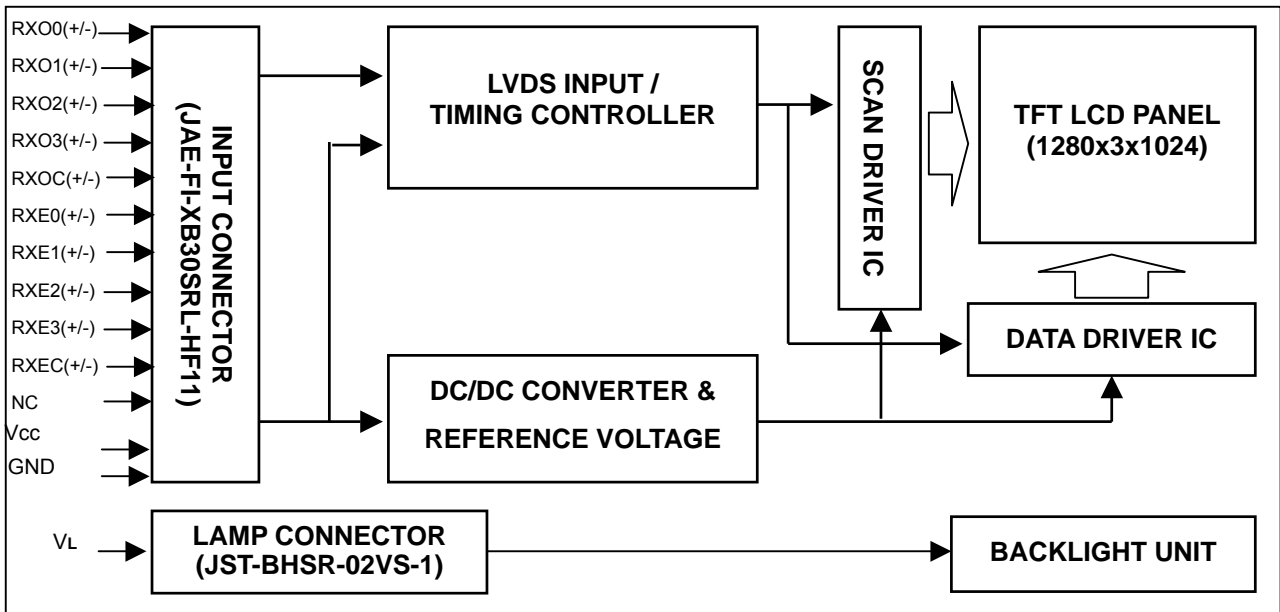 RXO0(+/-)
RXO1(+/-)
RXO2(+/-)
RXO3(+/-)
RXOC(+/-)
RXE0(+/-)
RXE1(+/-)
RXE2(+/-)
RXE3(+/-)
RXEC(+/-)
NC
Vcc
GND
VL
INPUT CONNECTOR
(JAE-FI-XB30SRL-HF11)
LVDS INPUT /
TIMING CONTROLLER
SCAN DRIVER IC
TFT LCD PANEL
(1280x3x1024)
DATA DRIVER IC
DC/DC CONVERTER &
REFERENCE VOLTAGE
LAMP CONNECTOR
(JST-BHSR-02VS-1)
BACKLIGHT UNIT